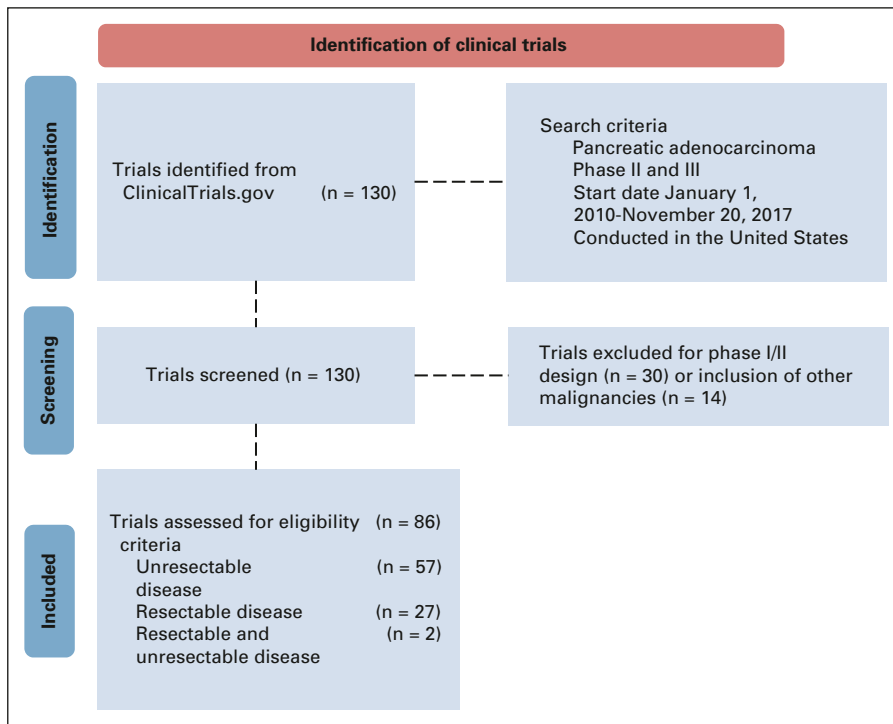 Identification of clinical trials
Identification
Trials identified from
ClinicalTrials.gov (n = 130)
Search criteria
Pancreatic adenocarcinoma
Phase II and III
Start date January 1,
2010-November 20, 2017
Conducted in the United States
Screening
Trials screened (n = 130)
Trials excluded for phase I/II
design (n = 30) or inclusion of other
malignancies (n = 14)
Included
Trials assessed for eligibility (n = 86)
criteria
Unresectable (n = 57)
disease
Resectable disease (n = 27)
Resectable and (n = 2)
unresectable disease